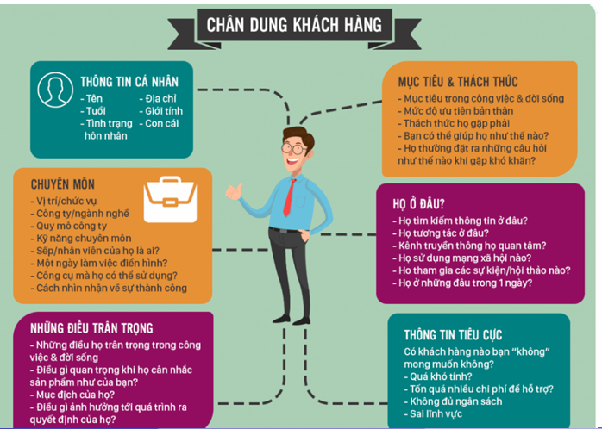 CHÂN DUNG KHÁCH HÀNG
THÔNG TIN CÁ NHÂN
- Tên
- Địa chỉ
- Tuổi
- Giới tính
- Tình trạng
hôn nhân
- Con cái
CHUYÊN MÔN
- Vị trí/chức vụ
- Công ty/ngành nghề
- Quy mô công ty
- Kỹ năng chuyên môn
- Sếp/nhân viên của họ là ai?
- Một ngày làm việc điển hình?
- Công cụ mà họ có thể sử dụng?
- Cách nhìn nhận về sự thành công
NHỮNG ĐIỀU TRÂN TRỌNG
- Những điều họ trân trọng trong công
việc & đời sống
- Điều gì quan trọng khi họ cân nhắc
sản phẩm như của bạn?
- Mục đích của họ?
- Điều gì ảnh hưởng tới quá trình ra
quyết định của họ?
MỤC TIÊU & THÁCH THỨC
- Mục tiêu trong công việc & đời sống
- Mức độ ưu tiên bản thân
- Thách thức họ gặp phải
- Bạn có thể giúp họ như thế nào?
- Họ thường đặt ra những câu hỏi
như thế nào khi gặp khó khăn?
HỌ Ở ĐÂU?
- Họ tìm kiếm thông tin ở đâu?
- Họ tương tác ở đâu?
- Kênh truyền thông họ quan tâm?
- Họ sử dụng mạng xã hội nào?
- Họ tham gia các sự kiện/hội thảo nào?
- Họ ở những đâu trong 1 ngày?
THÔNG TIN TIÊU CỰC
Có khách hàng nào bạn "không"
mong muốn không?
- Quá khó tính?
- Tốn quá nhiều chi phí để hỗ trợ?
- Không đủ ngân sách
- Sai lĩnh vực